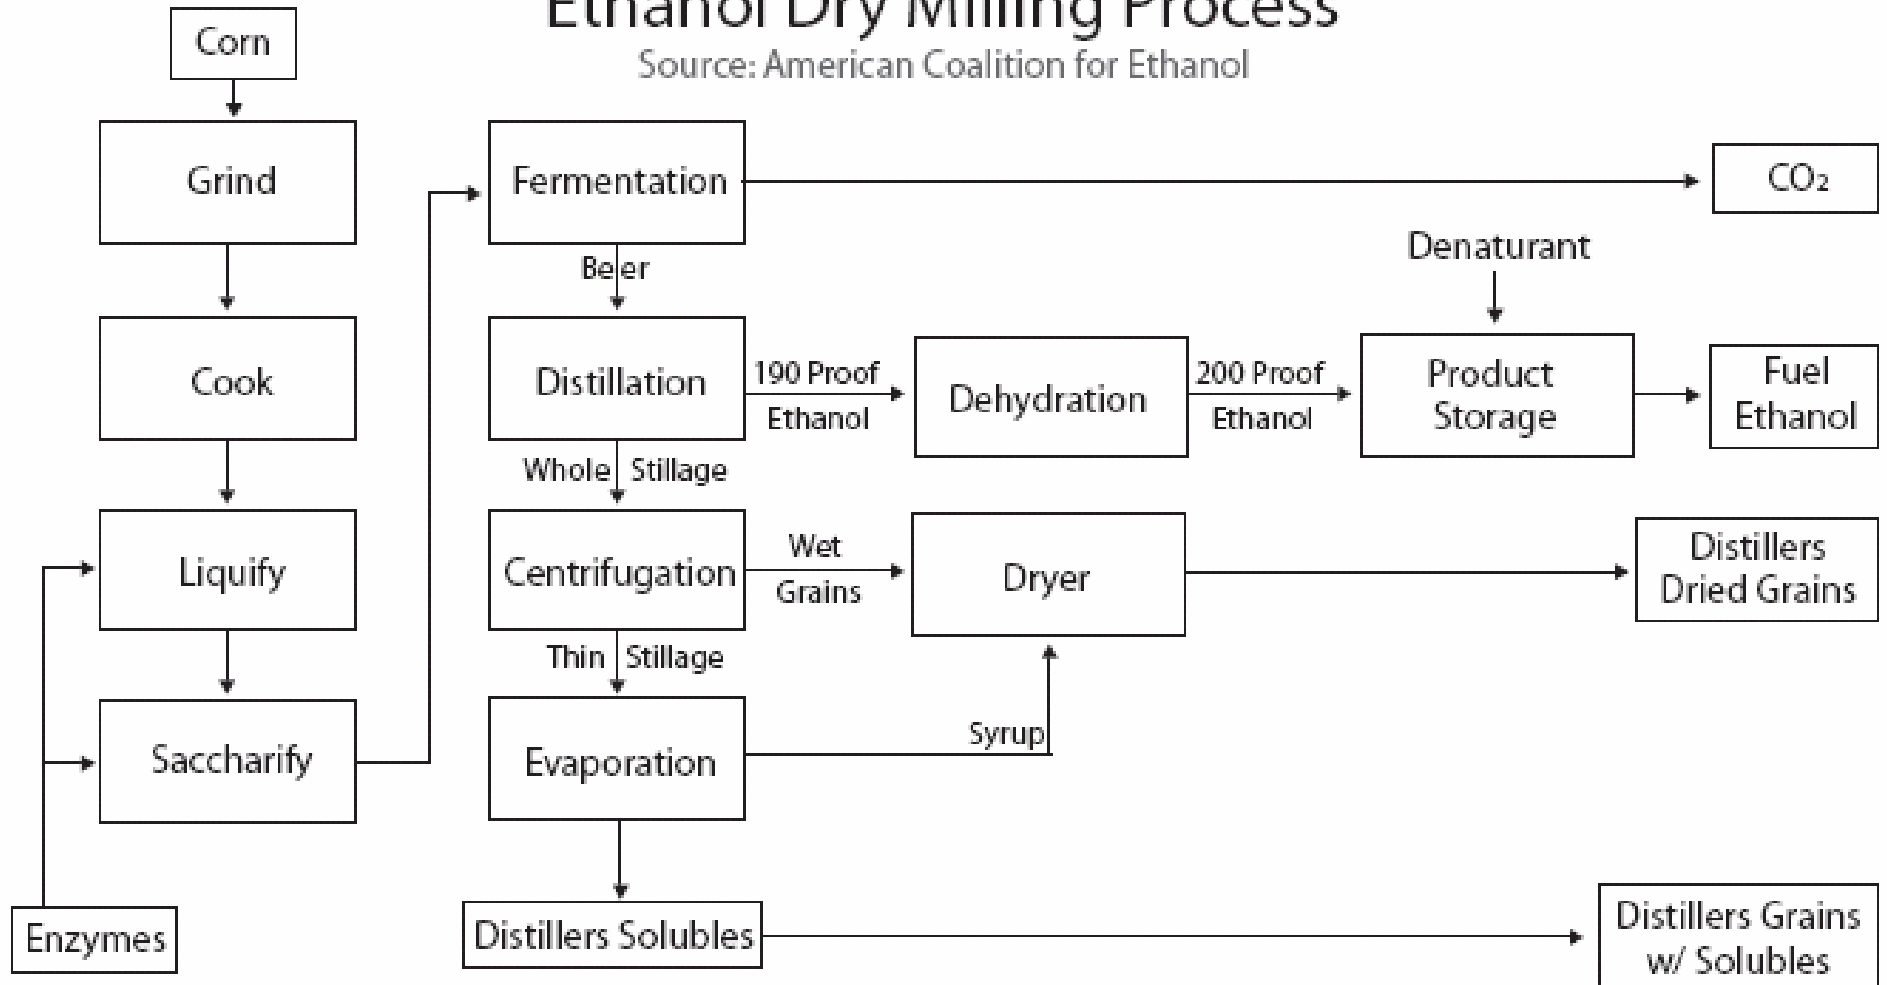 Ethanol Dry Milling Process
Source: American Coalition for Ethanol
Corn
Grind
Cook
Liquify
Saccharify
Enzymes
Fermentation
CO₂
Beer
Distillation
190 Proof
Ethanol
Dehydration
200 Proof
Ethanol
Denaturant
Product
Storage
Fuel
Ethanol
Whole Stillage
Centrifugation
Wet
Grains
Dryer
Distillers
Dried Grains
Thin Stillage
Evaporation
Syrup
Distillers Solubles
Distillers Grains
w/ Solubles